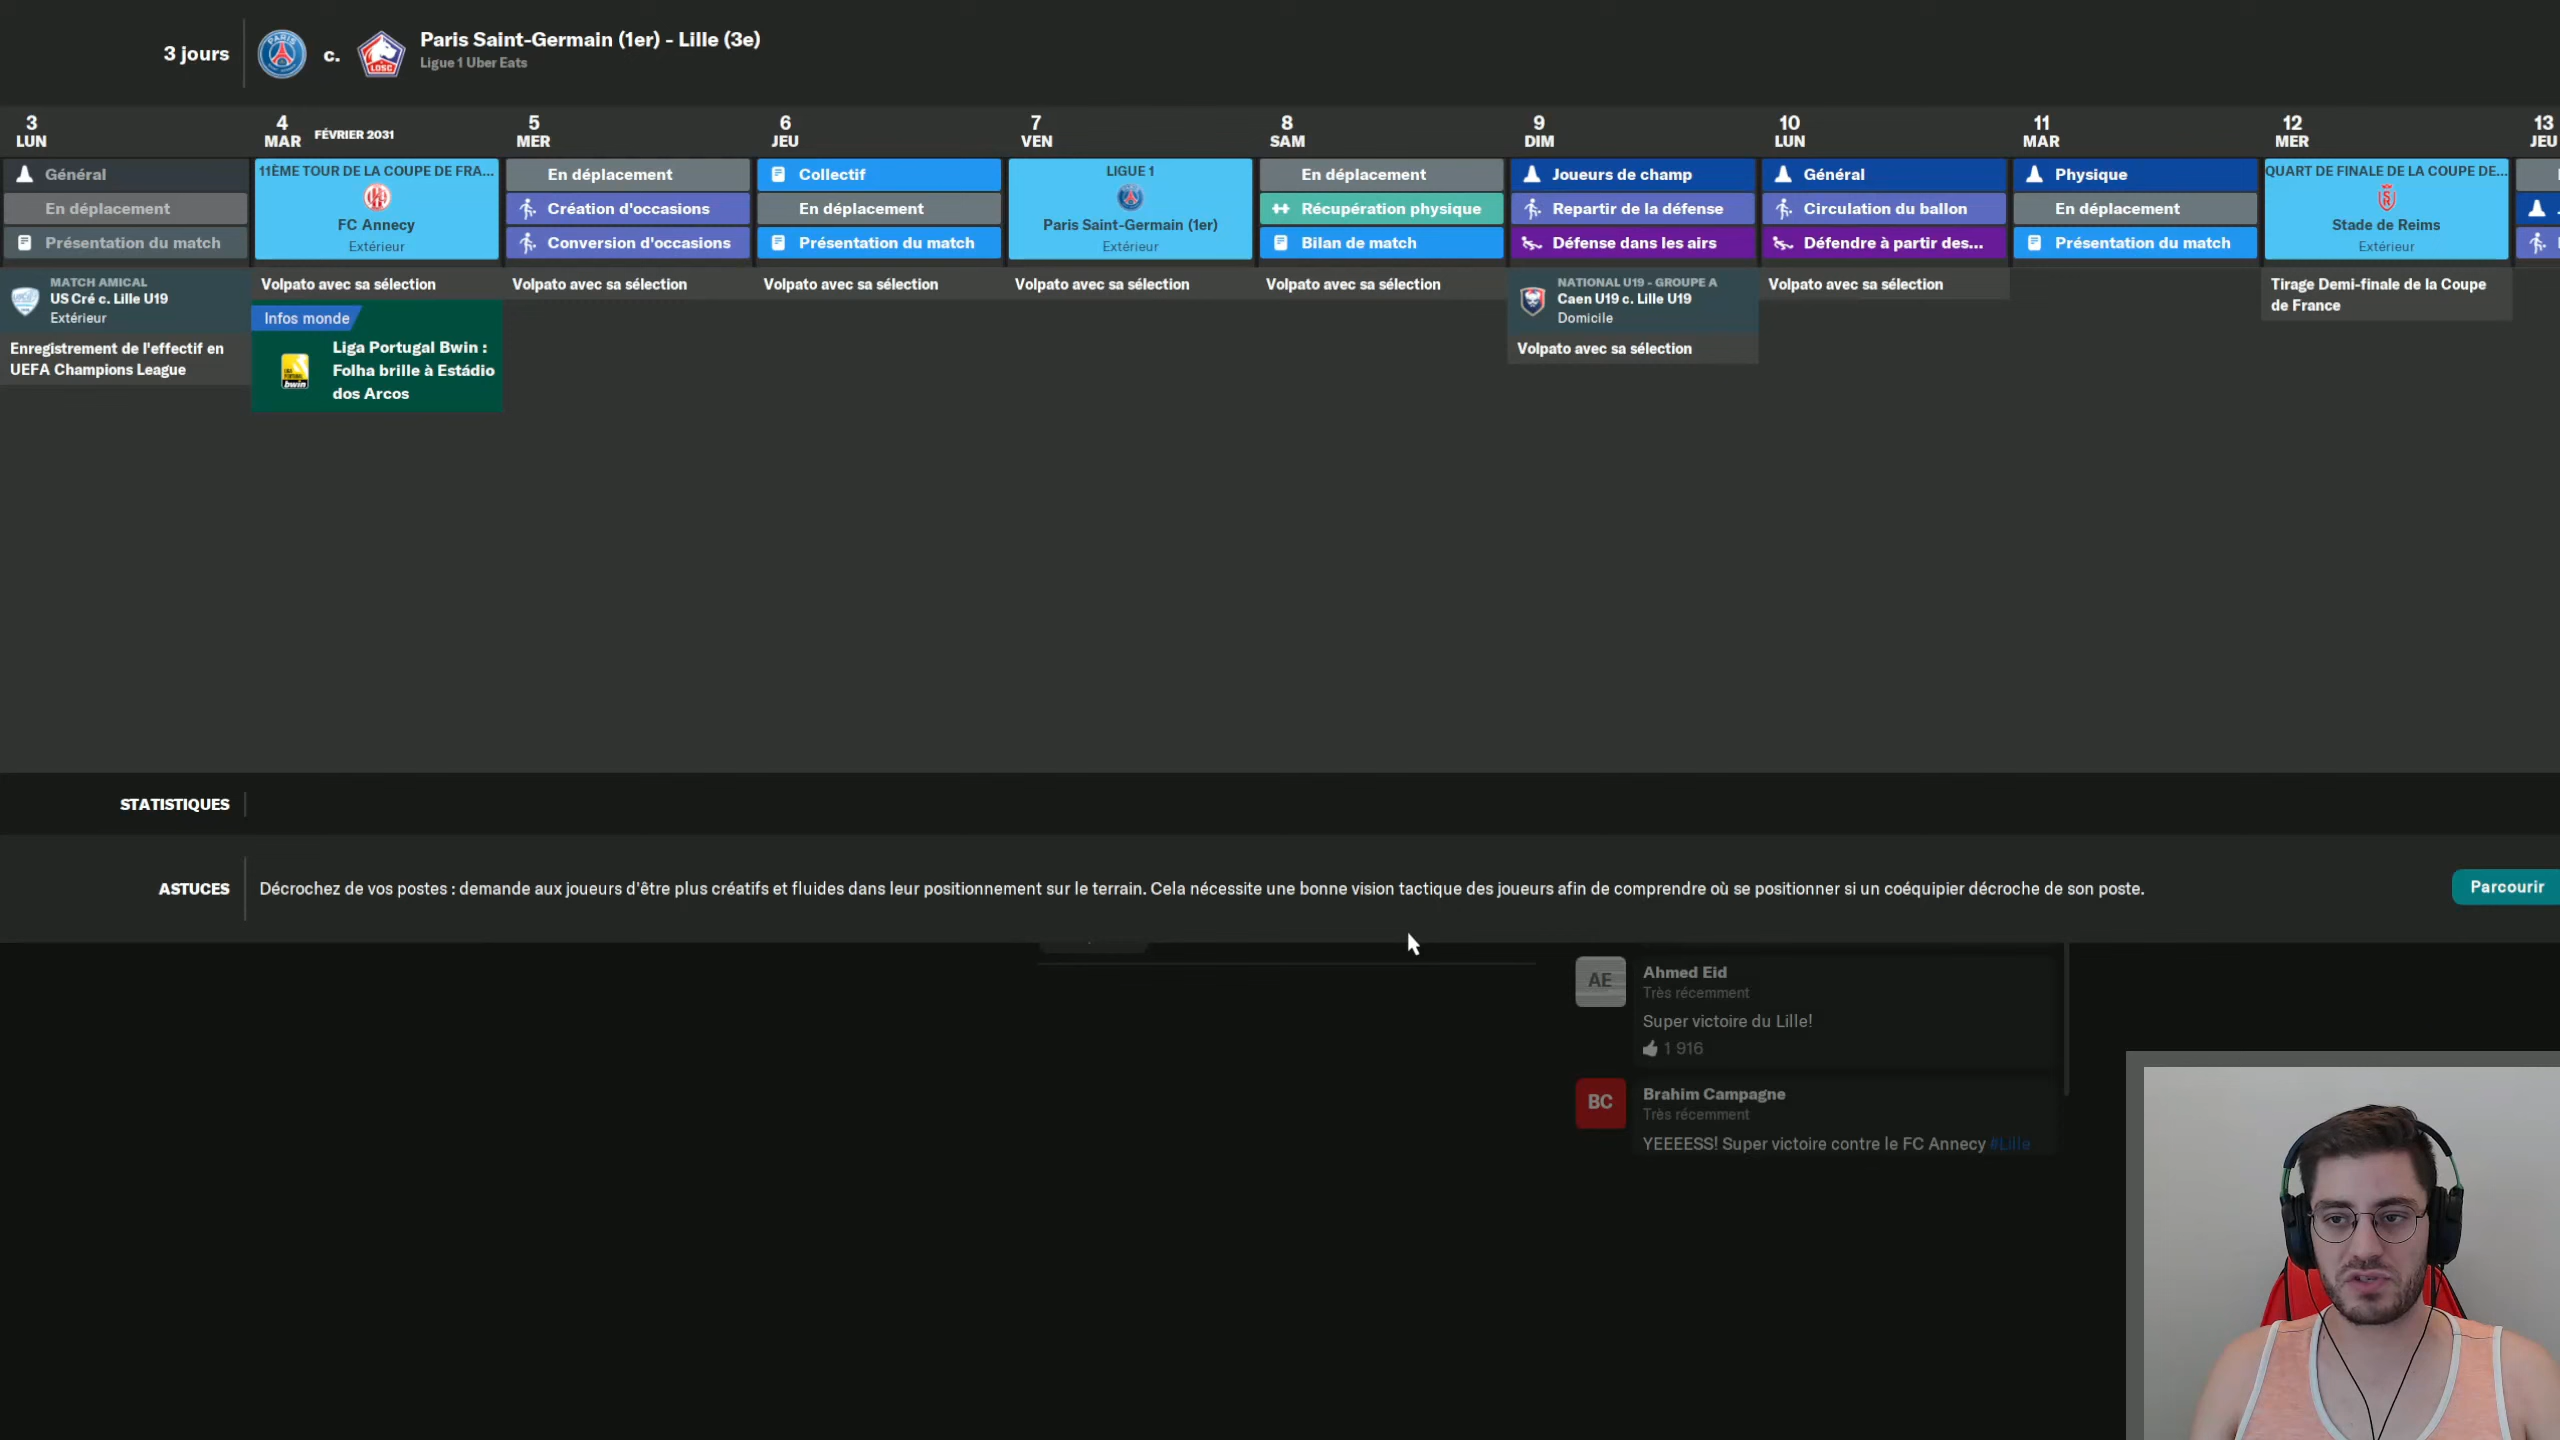 3 jours
c.
Paris Saint-Germain (1er) - Lille (3e)
Ligue 1 Uber Eats
3
LUN
4
MAR FÉVRIER 2031
5
MER
6
JEU
7
VEN
8
SAM
9
DIM
10
LUN
11
MAR
12
MER
13
JEU
Général
En déplacement
Présentation du match
MATCH AMICAL
US Cré c. Lille U19
Extérieur
Enregistrement de l'effectif en
UEFA Champions League
11ÈME TOUR DE LA COUPE DE FRA...
FC Annecy
Extérieur
Volpato avec sa sélection
Infos monde
Liga Portugal Bwin :
Folha brille à Estádio
dos Arcos
En déplacement
Création d'occasions
Conversion d'occasions
Volpato avec sa sélection
Collectif
En déplacement
Présentation du match
Volpato avec sa sélection
LIGUE 1
Paris Saint-Germain (1er)
Extérieur
Volpato avec sa sélection
En déplacement
Récupération physique
Bilan de match
Volpato avec sa sélection
Joueurs de champ
Repartir de la défense
Défense dans les airs
NATIONAL U19 - GROUPE A
Caen U19 c. Lille U19
Domicile
Volpato avec sa sélection
Général
Circulation du ballon
Défendre à partir des...
Volpato avec sa sélection
Physique
En déplacement
Présentation du match
QUART DE FINALE DE LA COUPE DE...
Stade de Reims
Extérieur
Tirage Demi-finale de la Coupe
de France
STATISTIQUES
ASTUCES
Décrochez de vos postes : demande aux joueurs d'être plus créatifs et fluides dans leur positionnement sur le terrain. Cela nécessite une bonne vision tactique des joueurs afin de comprendre où se positionner si un coéquipier décroche de son poste.
Parcourir
AE
Ahmed Eid
Très récemment
Super victoire du Lille!
1 916
BC
Brahim Campagne
Très récemment
YEEEESS! Super victoire contre le FC Annecy #Lille